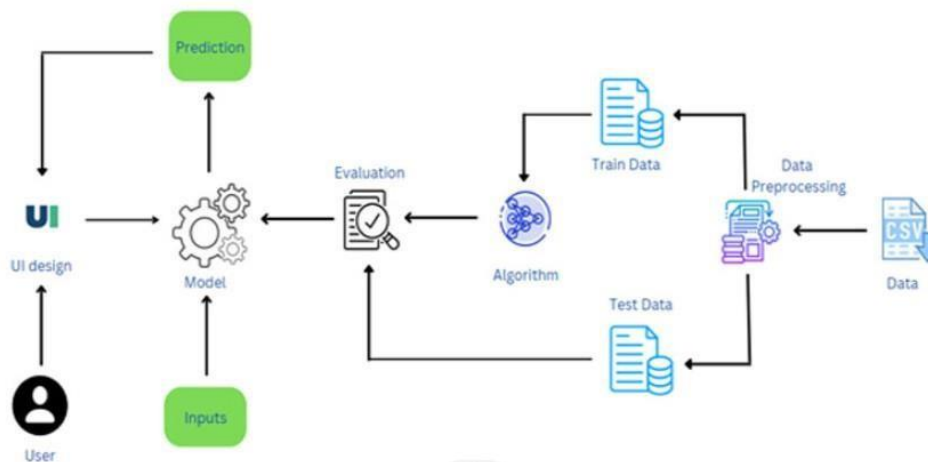 Prediction
Train Data
Evaluation
Data
Preprocessing
UI
CSV
UI design
Model
Algorithm
Data
Test Data
Inputs
User